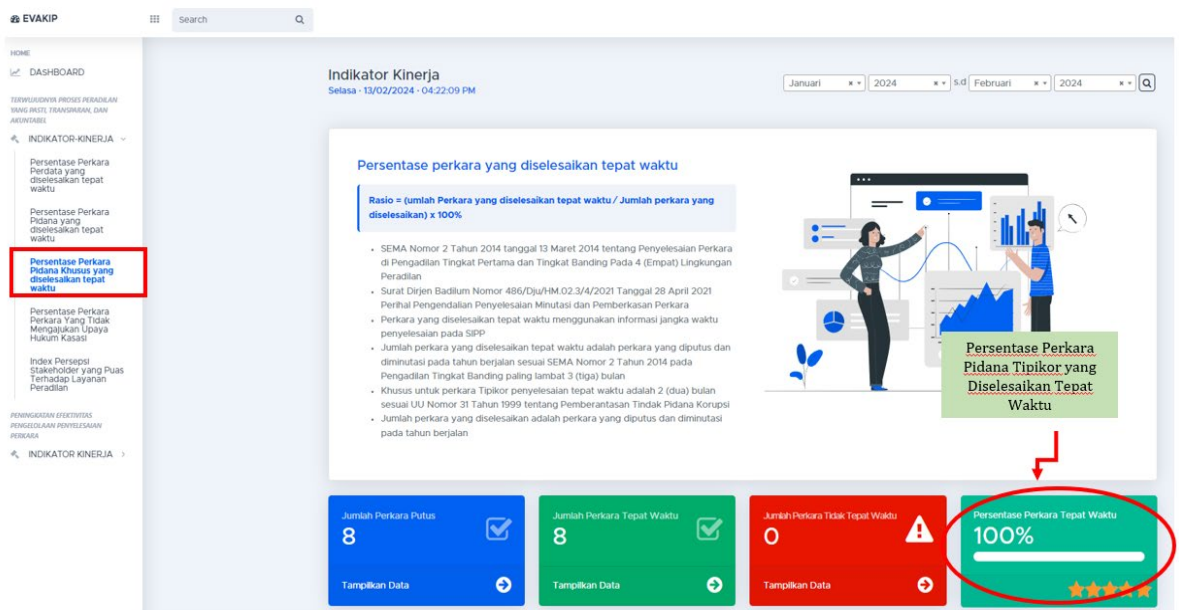 EVAKIP
Search
HOME
DASHBOARD
TERWUJUDNYA PROSES PERADILAN
YANG PASTI, TRANSPARAN, DAN
AKUNTABEL
INDIKATOR-KINERJA
Persentase Perkara
Perdata yang
diselesaikan tepat
waktu
Persentase Perkara
Pidana yang
diselesaikan tepat
waktu
Persentase Perkara
Pidana Khusus yang
diselesaikan tepat
waktu
Persentase Perkara
Perkara Yang Tidak
Mengajukan Upaya
Hukum Kasasi
Index Persepsi
Stakeholder yang Puas
Terhadap Layanan
Peradilan
PENINGKATAN EFEKTIVITAS
PENGELOLAAN PENYELESAIAN
PERKARA
INDIKATOR KINERJA
Indikator Kinerja
Selasa - 13/02/2024 - 04:22:09 PM
Januari 2024 s.d Februari 2024
Persentase perkara yang diselesaikan tepat waktu
Rasio = (umlah Perkara yang diselesaikan tepat waktu / Jumlah perkara yang
diselesaikan) x 100%
• SEMA Nomor 2 Tahun 2014 tanggal 13 Maret 2014 tentang Penyelesaian Perkara
di Pengadilan Tingkat Pertama dan Tingkat Banding Pada 4 (Empat) Lingkungan
Peradilan
• Surat Dirjen Badilum Nomor 486/Dju/HM.02.3/4/2021 Tanggal 28 April 2021
Perihal Pengendalian Penyelesaian Minutasi dan Pemberkasan Perkara
• Perkara yang diselesaikan tepat waktu menggunakan informasi jangka waktu
penyelesaian pada SIPP
• Jumlah perkara yang diselesaikan tepat waktu adalah perkara yang diputus dan
diminutasi pada tahun berjalan sesuai SEMA Nomor 2 Tahun 2014 pada
Pengadilan Tingkat Banding paling lambat 3 (tiga) bulan
• Khusus untuk perkara Tipikor penyelesaian tepat waktu adalah 2 (dua) bulan
sesuai UU Nomor 31 Tahun 1999 tentang Pemberantasan Tindak Pidana Korupsi
• Jumlah perkara yang diselesaikan adalah perkara yang diputus dan diminutasi
pada tahun berjalan
Persentase Perkara
Pidana Tipikor yang
Diselesaikan Tepat
Waktu
Jumlah Perkara Putus
8
Tampilkan Data
Jumlah Perkara Tepat Waktu
8
Tampilkan Data
Jumlah Perkara Tidak Tepat Waktu
0
Tampilkan Data
Persentase Perkara Tepat Waktu
100%